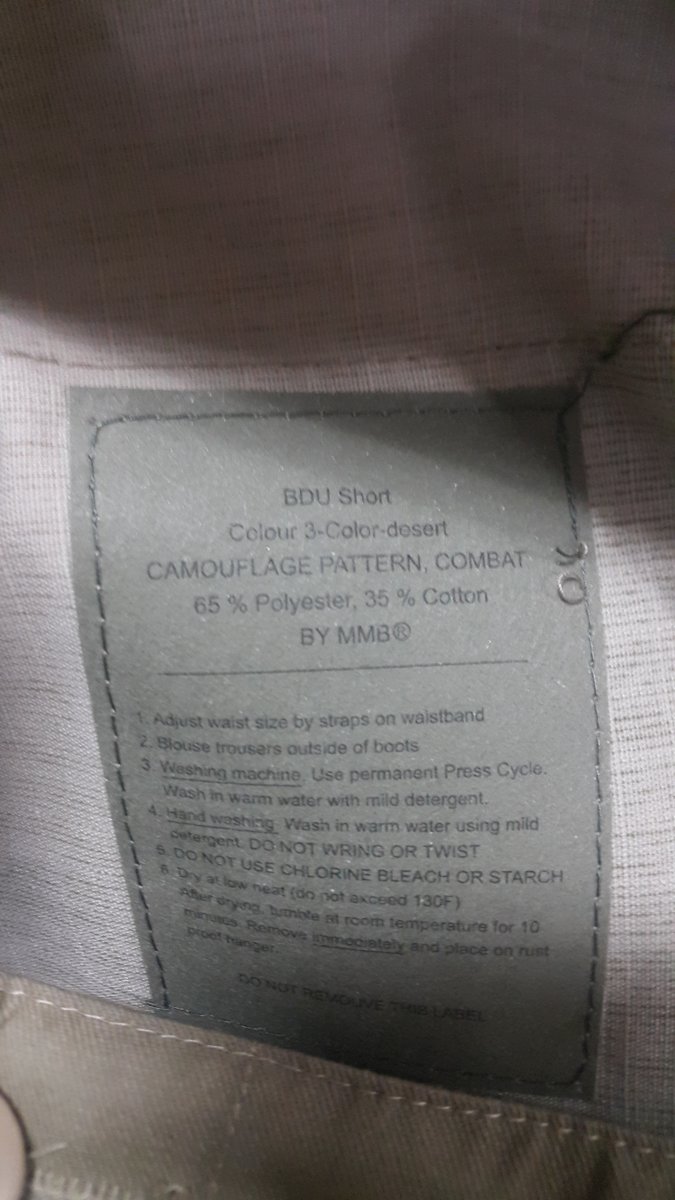 BDU Short
Colour 3-Color-desert
CAMOUFLAGE PATTERN, COMBAT
65 % Polyester, 35 % Cotton
BY MMB®
1. Adjust waist size by straps on waistband
2. Blouse trousers outside of boots
3. Washing machine. Use permanent Press Cycle.
Wash in warm water with mild detergent.
4. Hand washing. Wash in warm water using mild
detergent. DO NOT WRING OR TWIST
5. DO NOT USE CHLORINE BLEACH OR STARCH
6. Dry at low heat (do not exceed 130F)
After drying, tumble at room temperature for 10
minutes. Remove immediately and place on rust
proof hanger.
DO NOT REMOUVE THIS LABEL